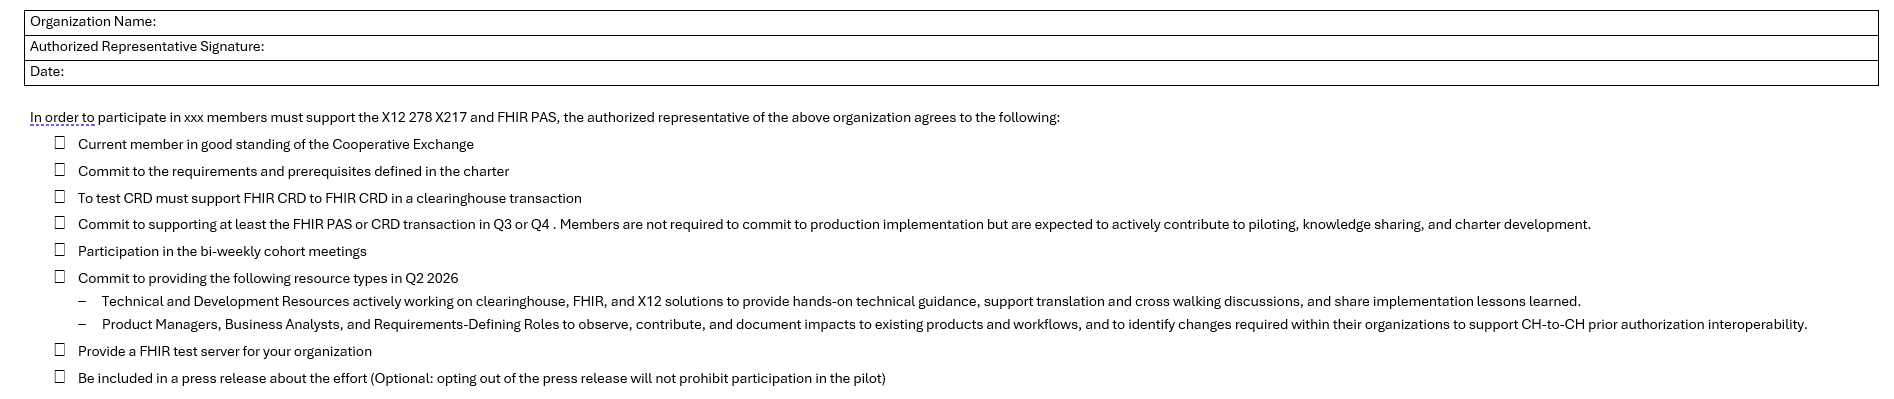 Organization Name:
Authorized Representative Signature:
Date:
In order to participate in xxx members must support the X12 278 X217 and FHIR PAS, the authorized representative of the above organization agrees to the following:
☐ Current member in good standing of the Cooperative Exchange
☐ Commit to the requirements and prerequisites defined in the charter
☐ To test CRD must support FHIR CRD to FHIR CRD in a clearinghouse transaction
☐ Commit to supporting at least the FHIR PAS or CRD transaction in Q3 or Q4 . Members are not required to commit to production implementation but are expected to actively contribute to piloting, knowledge sharing, and charter development.
☐ Participation in the bi-weekly cohort meetings
☐ Commit to providing the following resource types in Q2 2026
– Technical and Development Resources actively working on clearinghouse, FHIR, and X12 solutions to provide hands-on technical guidance, support translation and cross walking discussions, and share implementation lessons learned.
– Product Managers, Business Analysts, and Requirements-Defining Roles to observe, contribute, and document impacts to existing products and workflows, and to identify changes required within their organizations to support CH-to-CH prior authorization interoperability.
☐ Provide a FHIR test server for your organization
☐ Be included in a press release about the effort (Optional: opting out of the press release will not prohibit participation in the pilot)